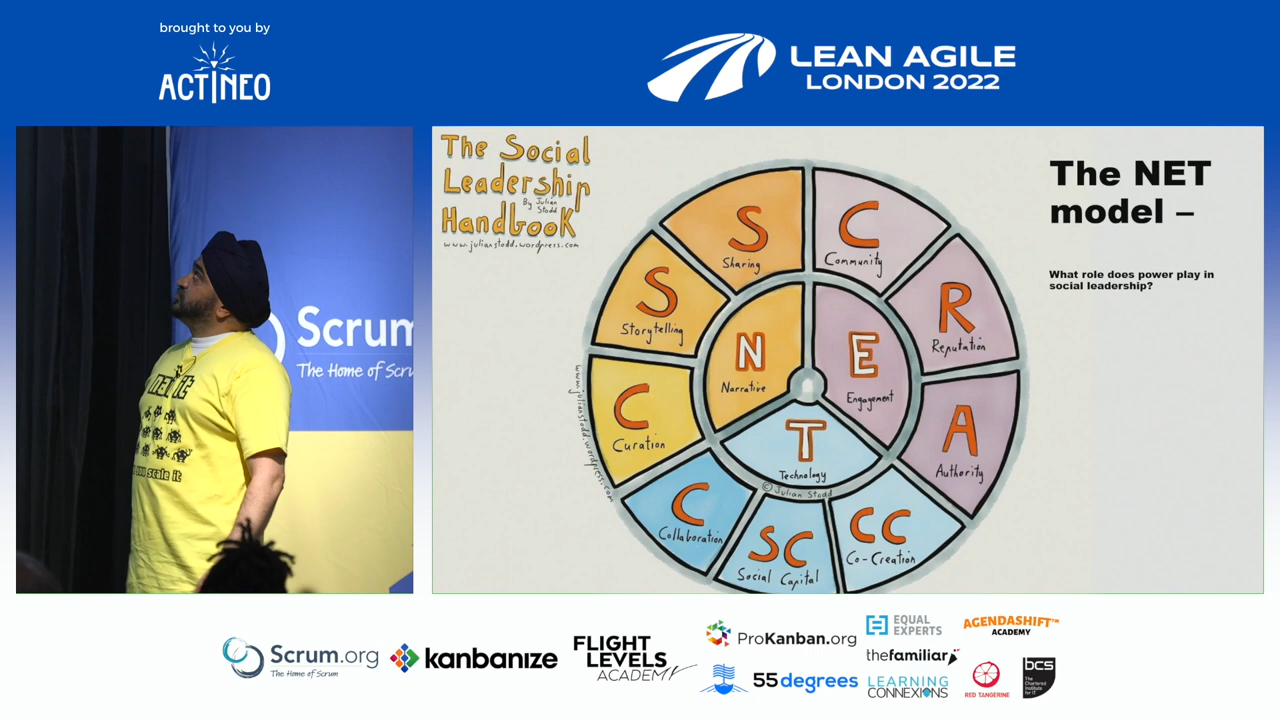 brought to you by
ACTINEO
LEAN AGILE
LONDON 2022
The Social
Leadership
By Julian
Stodd
Handbook
www.julianstodd.wordpress.com
The NET
model –
What role does power play in
social leadership?
S
Sharing
C
Community
S
Storytelling
R
Reputation
N
Narrative
E
Engagement
C
Curation
A
Authority
T
Technology
© Julian Stodd
C
Collaboration
SC
Social Capital
CC
Co-Creation
www.julianstodd.wordpress.com
Scrum
The Home of Scru
scale it
Scrum.org
The Home of Scrum
kanbanize
FLIGHT
LEVELS
ACADEMY
ProKanban.org
55degrees
EQUAL
EXPERTS
thefamiliar
LEARNING
CONNEXIONS
AGENDASHIFT™
ACADEMY
RED TANGERINE
bcs
The
Chartered
Institute
for IT